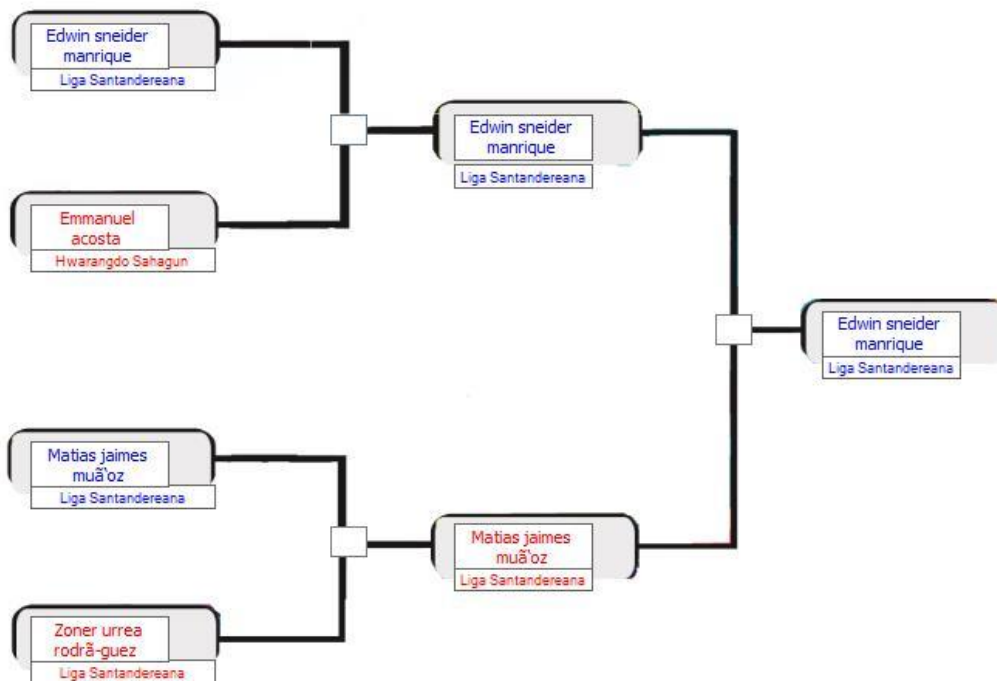 Edwin sneider
manrique
Liga Santandereana
Emmanuel
acosta
Hwarangdo Sahagun
Edwin sneider
manrique
Liga Santandereana
Edwin sneider
manrique
Liga Santandereana
Matias jaimes
muã‘oz
Liga Santandereana
Matias jaimes
muã‘oz
Liga Santandereana
Zoner urrea
rodrã-guez
Liga Santandereana